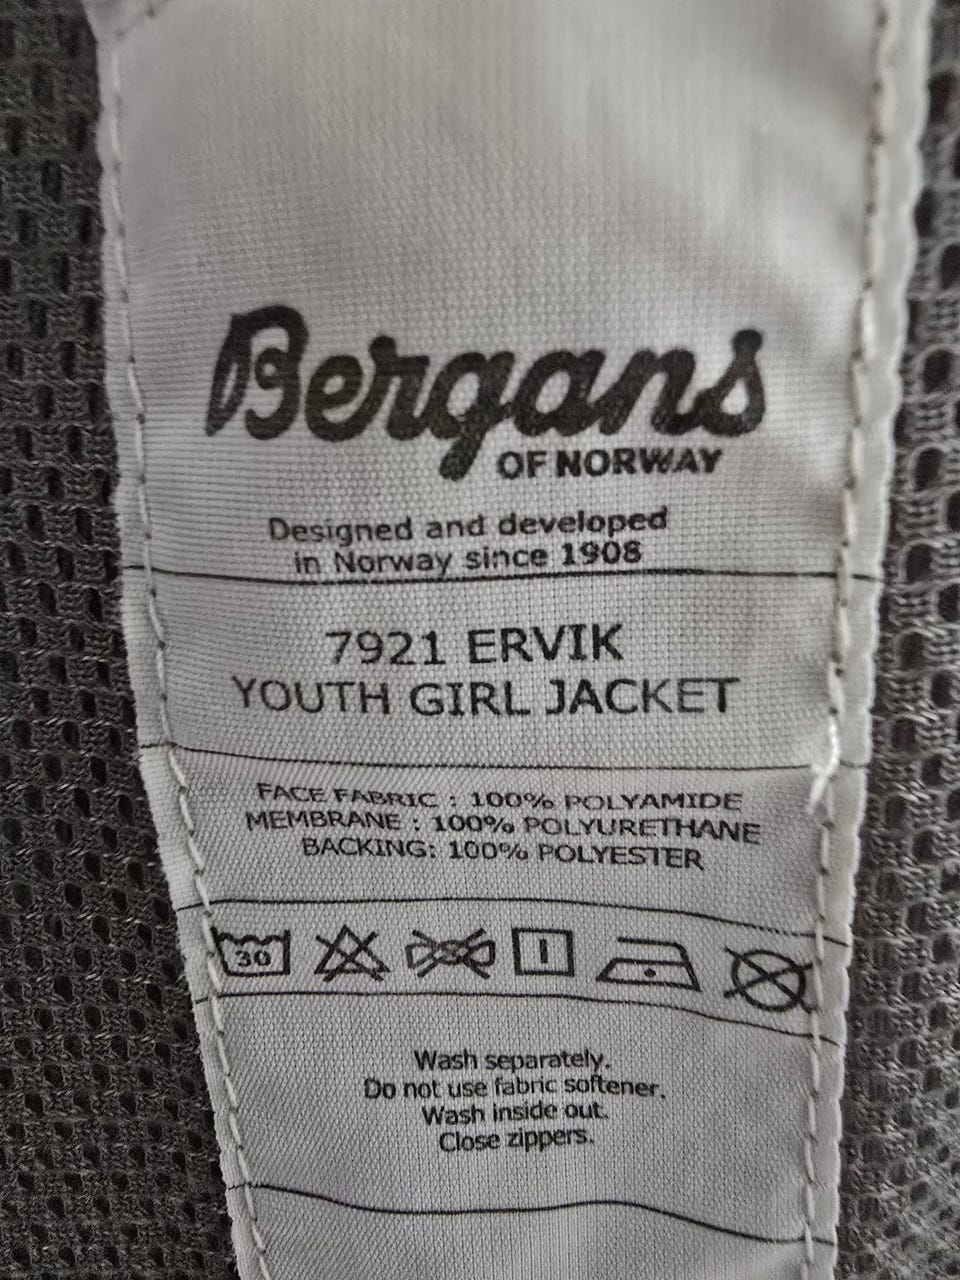 Bergans
OF NORWAY
Designed and developed
in Norway since 1908
7921 ERVIK
YOUTH GIRL JACKET
FACE FABRIC : 100% POLYAMIDE
MEMBRANE : 100% POLYURETHANE
BACKING: 100% POLYESTER
30
Wash separately.
Do not use fabric softener.
Wash inside out.
Close zippers.